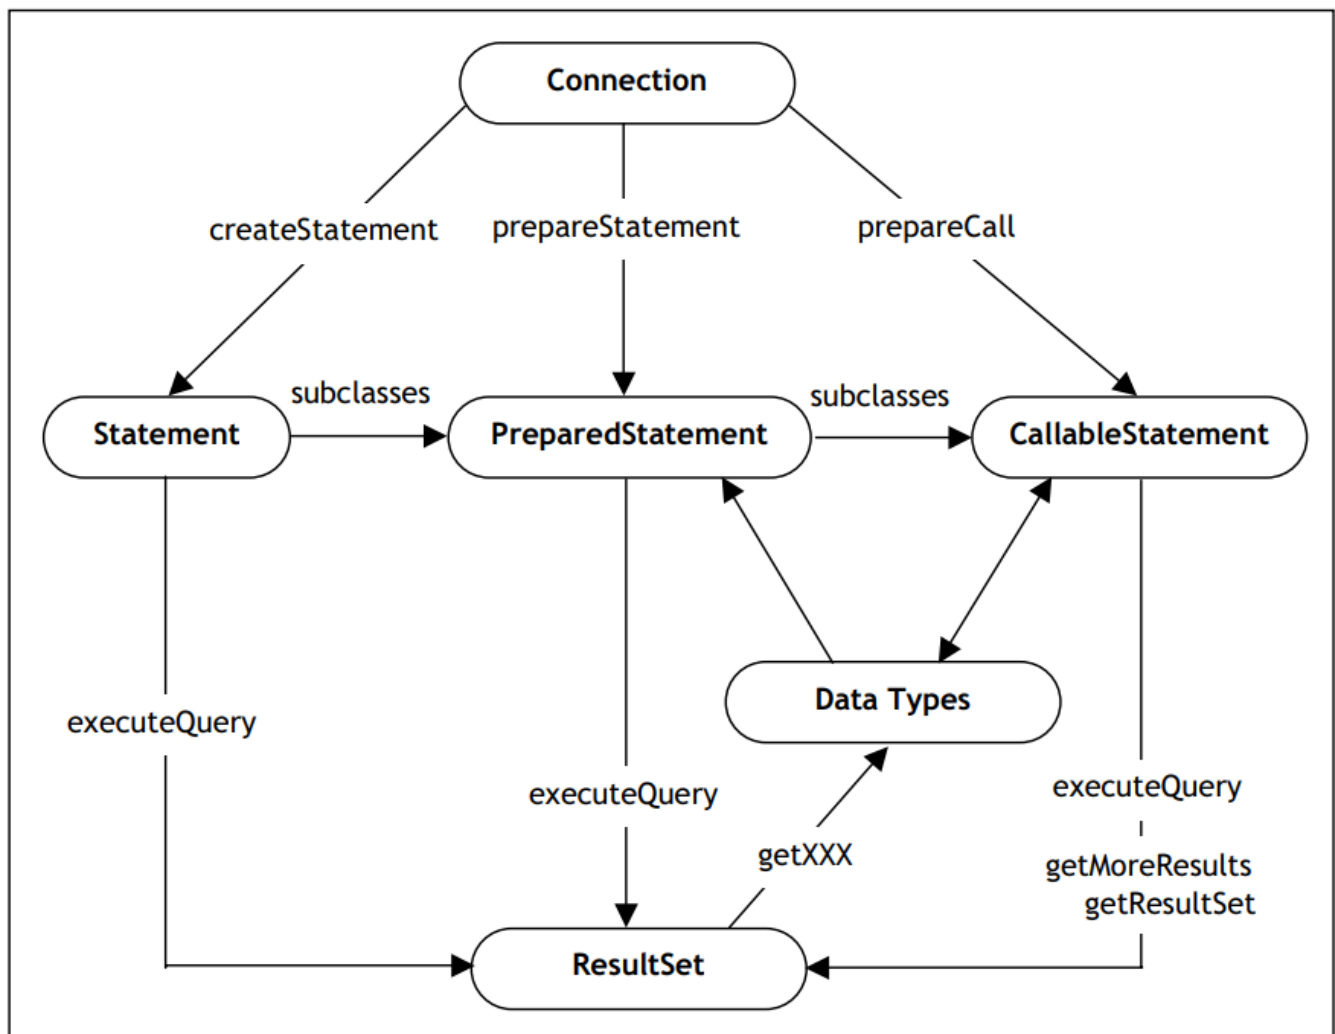 Connection
createStatement
prepareStatement
prepareCall
subclasses
subclasses
Statement
PreparedStatement
CallableStatement
Data Types
executeQuery
executeQuery
executeQuery
getXXX
getMoreResults
getResultSet
ResultSet